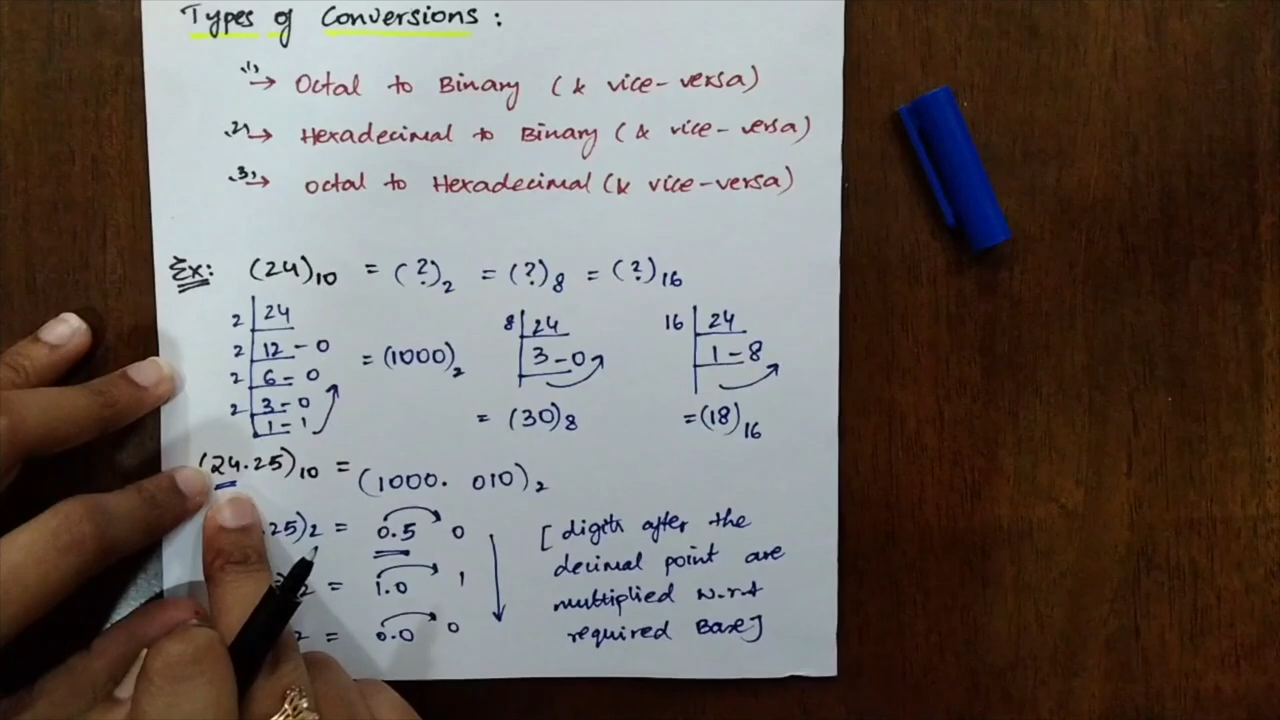 Types of Conversions :
.1, → Octal to Binary (& vice-versa)
.2, → Hexadecimal to Binary (& vice-versa)
.3, → octal to Hexadecimal (& vice-versa)
Ex: (24)10 = (?)2 = (?)8 = (?)16
2 24 8 24 16 24
2 12 - 0 = (1000)2 3 - 0 1 - 8
2 6 - 0
2 3 - 0 = (30)8 = (18)16
1 - 1
(24.25)10 = (1000. 010)2
.25)2 = 0.5 0 [digits after the
2 = 1.0 1 decimal point are
multiplied w.r.t
2 = 0.0 0 required Base]